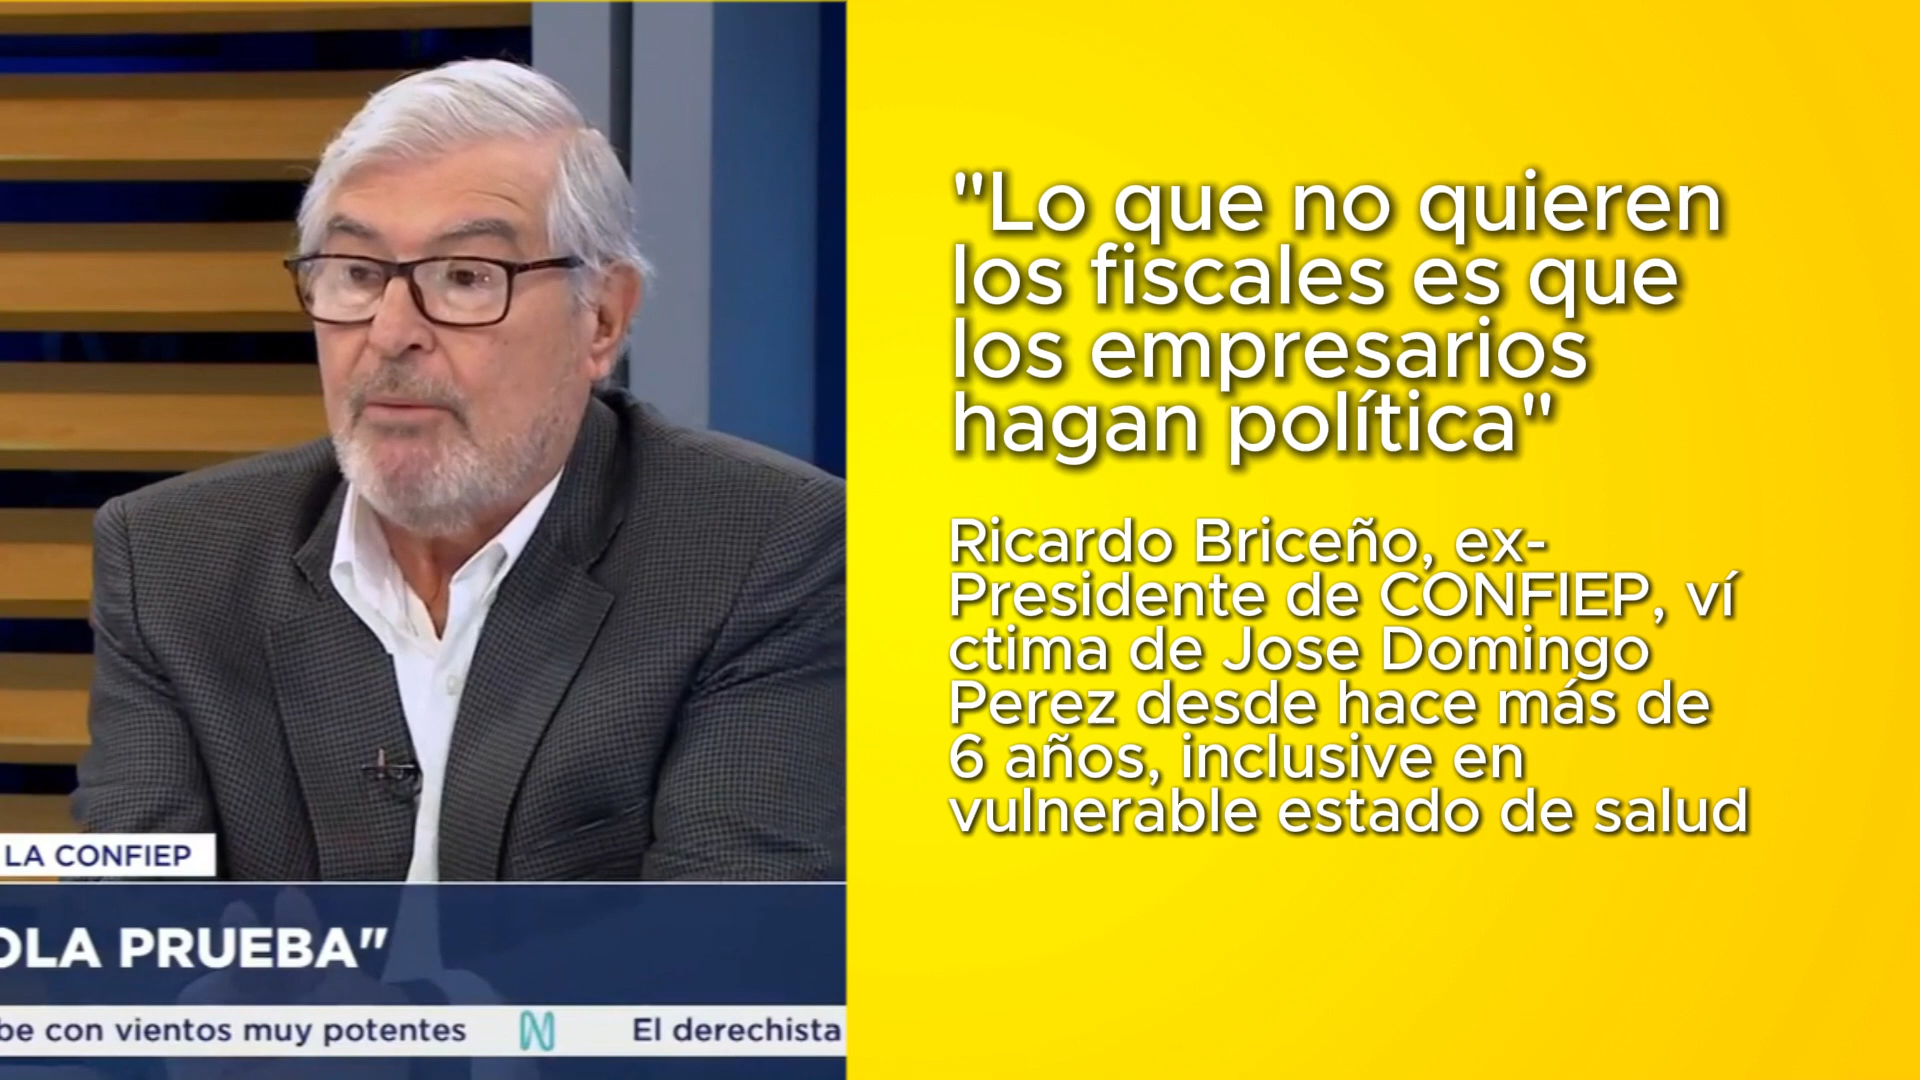 "Lo que no quieren
los fiscales es que
los empresarios
hagan política"
Ricardo Briceño, ex-
Presidente de CONFIEP, ví
ctima de Jose Domingo
Perez desde hace más de
6 años, inclusive en
vulnerable estado de salud
LA CONFIEP
OLA PRUEBA"
be con vientos muy potentes
El derechista